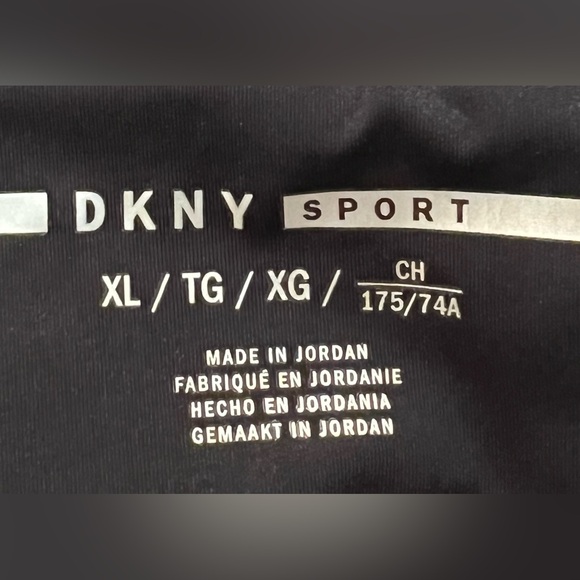 DKNY SPORT
XL / TG / XG / CH
175/74A
MADE IN JORDAN
FABRIQUÉ EN JORDANIE
HECHO EN JORDANIA
GEMAAKT IN JORDAN